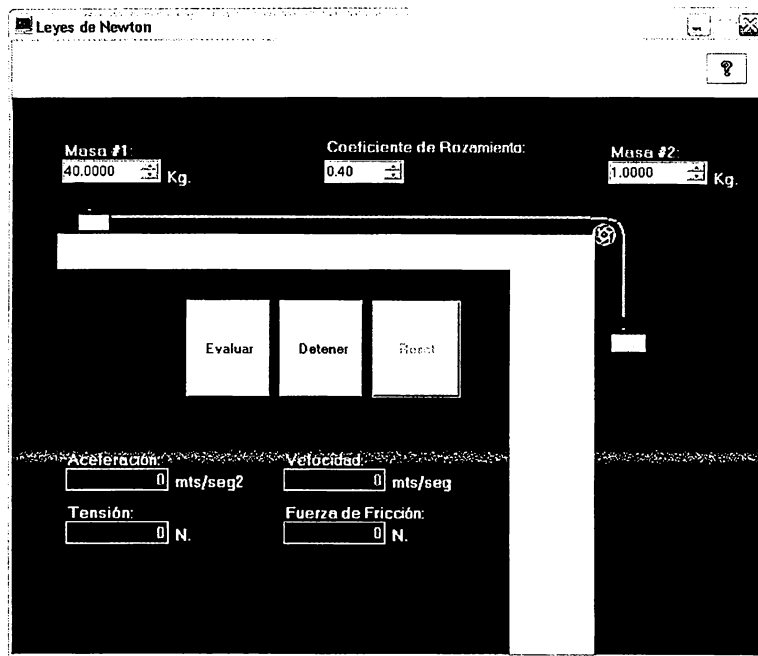 Leyes de Newton
?
Masa #1: Coeficiente de Rozamiento: Masa #2:
40.0000 Kg. 0.40 1.0000 Kg.
Evaluar Detener Reset
Aceleración: Velocidad:
0 mts/seg2 0 mts/seg
Tensión: Fuerza de Fricción:
0 N. 0 N.